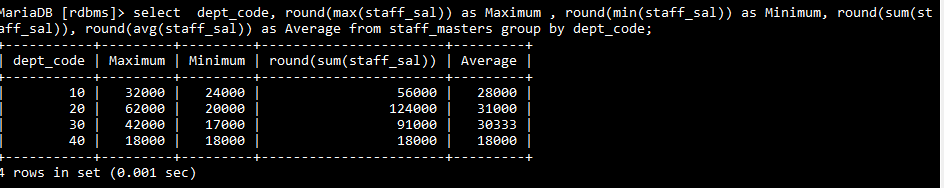 MariaDB [rdbms]> select  dept_code, round(max(staff_sal)) as Maximum , round(min(staff_sal)) as Minimum, round(sum(st
aff_sal)), round(avg(staff_sal)) as Average from staff_masters group by dept_code;
+-----------+---------+---------+-----------------------+---------+
| dept_code | Maximum | Minimum | round(sum(staff_sal)) | Average |
+-----------+---------+---------+-----------------------+---------+
|        10 |   32000 |   24000 |                 56000 |   28000 |
|        20 |   62000 |   20000 |                124000 |   31000 |
|        30 |   42000 |   17000 |                 91000 |   30333 |
|        40 |   18000 |   18000 |                 18000 |   18000 |
+-----------+---------+---------+-----------------------+---------+
4 rows in set (0.001 sec)